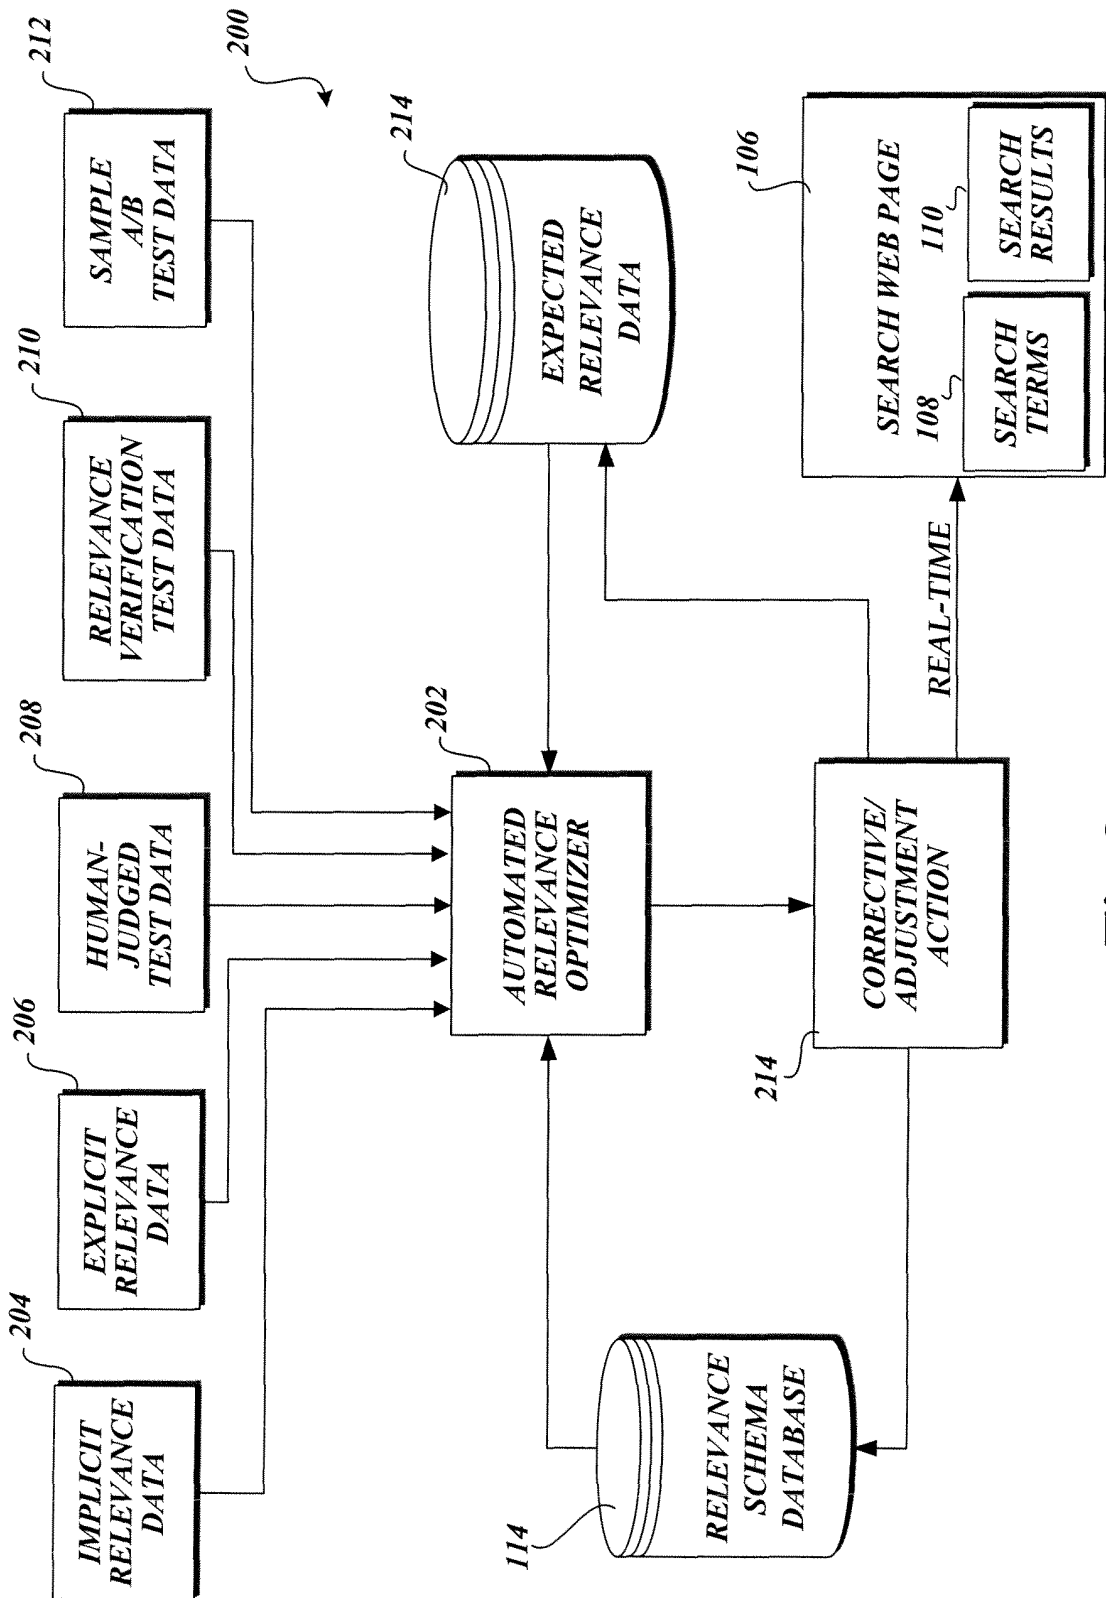 204
IMPLICIT
RELEVANCE
DATA
206
EXPLICIT
RELEVANCE
DATA
208
HUMAN-
JUDGED
TEST DATA
210
RELEVANCE
VERIFICATION
TEST DATA
212
SAMPLE
A/B
TEST DATA
200
114
RELEVANCE
SCHEMA
DATABASE
202
AUTOMATED
RELEVANCE
OPTIMIZER
214
EXPECTED
RELEVANCE
DATA
214
CORRECTIVE/
ADJUSTMENT
ACTION
REAL-TIME
106
SEARCH WEB PAGE
108
SEARCH
TERMS
110
SEARCH
RESULTS